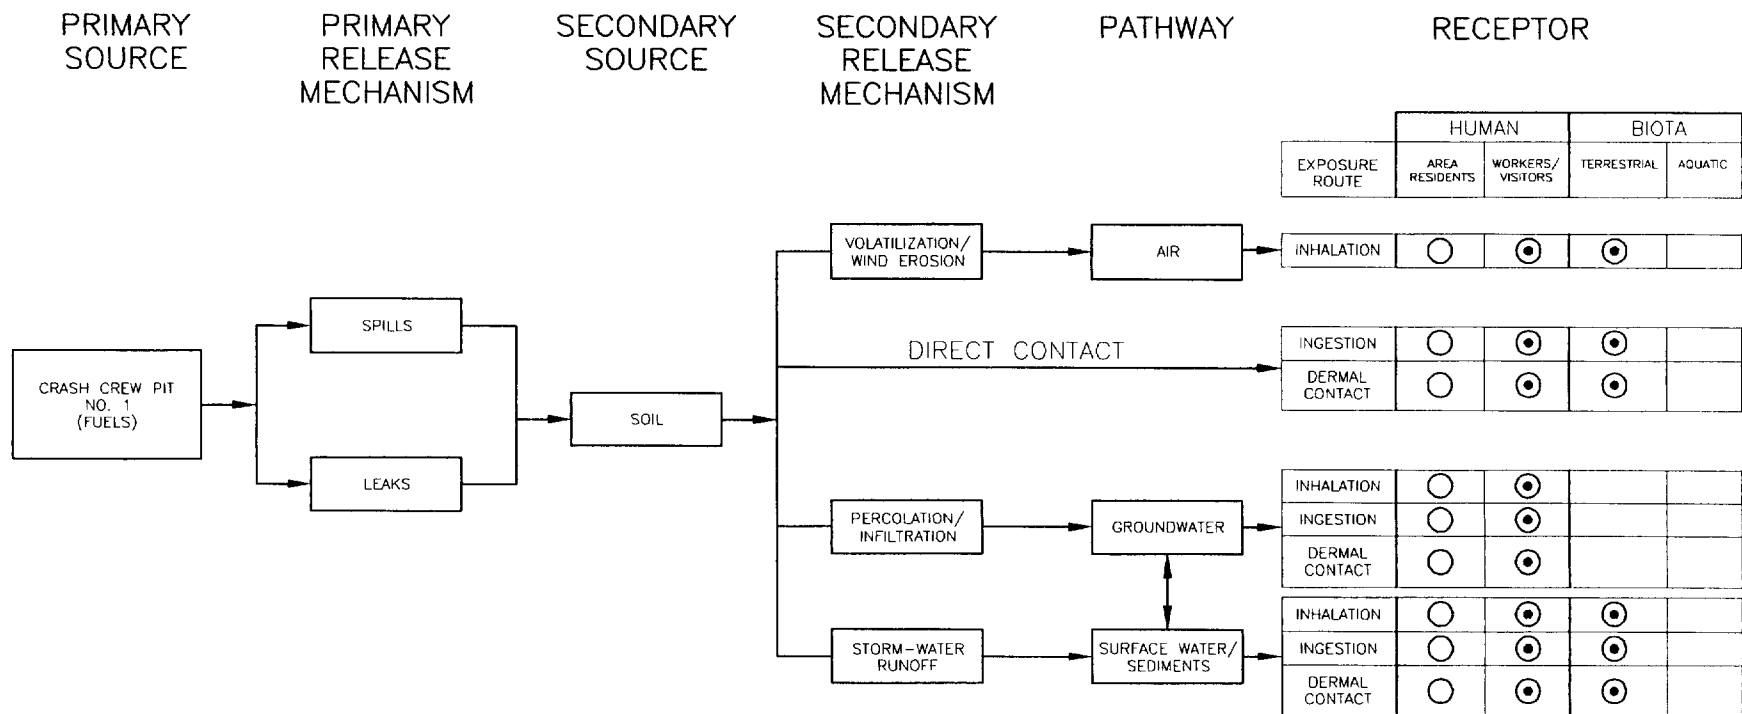 PRIMARY
SOURCE
PRIMARY
RELEASE
MECHANISM
SECONDARY
SOURCE
SECONDARY
RELEASE
MECHANISM
PATHWAY
RECEPTOR
HUMAN
BIOTA
EXPOSURE
ROUTE
AREA
RESIDENTS
WORKERS/
VISITORS
TERRESTRIAL
AQUATIC
CRASH CREW PIT
NO. 1
(FUELS)
SPILLS
LEAKS
SOIL
VOLATILIZATION/
WIND EROSION
AIR
INHALATION
DIRECT CONTACT
INGESTION
DERMAL
CONTACT
PERCOLATION/
INFILTRATION
GROUNDWATER
INHALATION
INGESTION
DERMAL
CONTACT
STORM-WATER
RUNOFF
SURFACE WATER/
SEDIMENTS
INHALATION
INGESTION
DERMAL
CONTACT